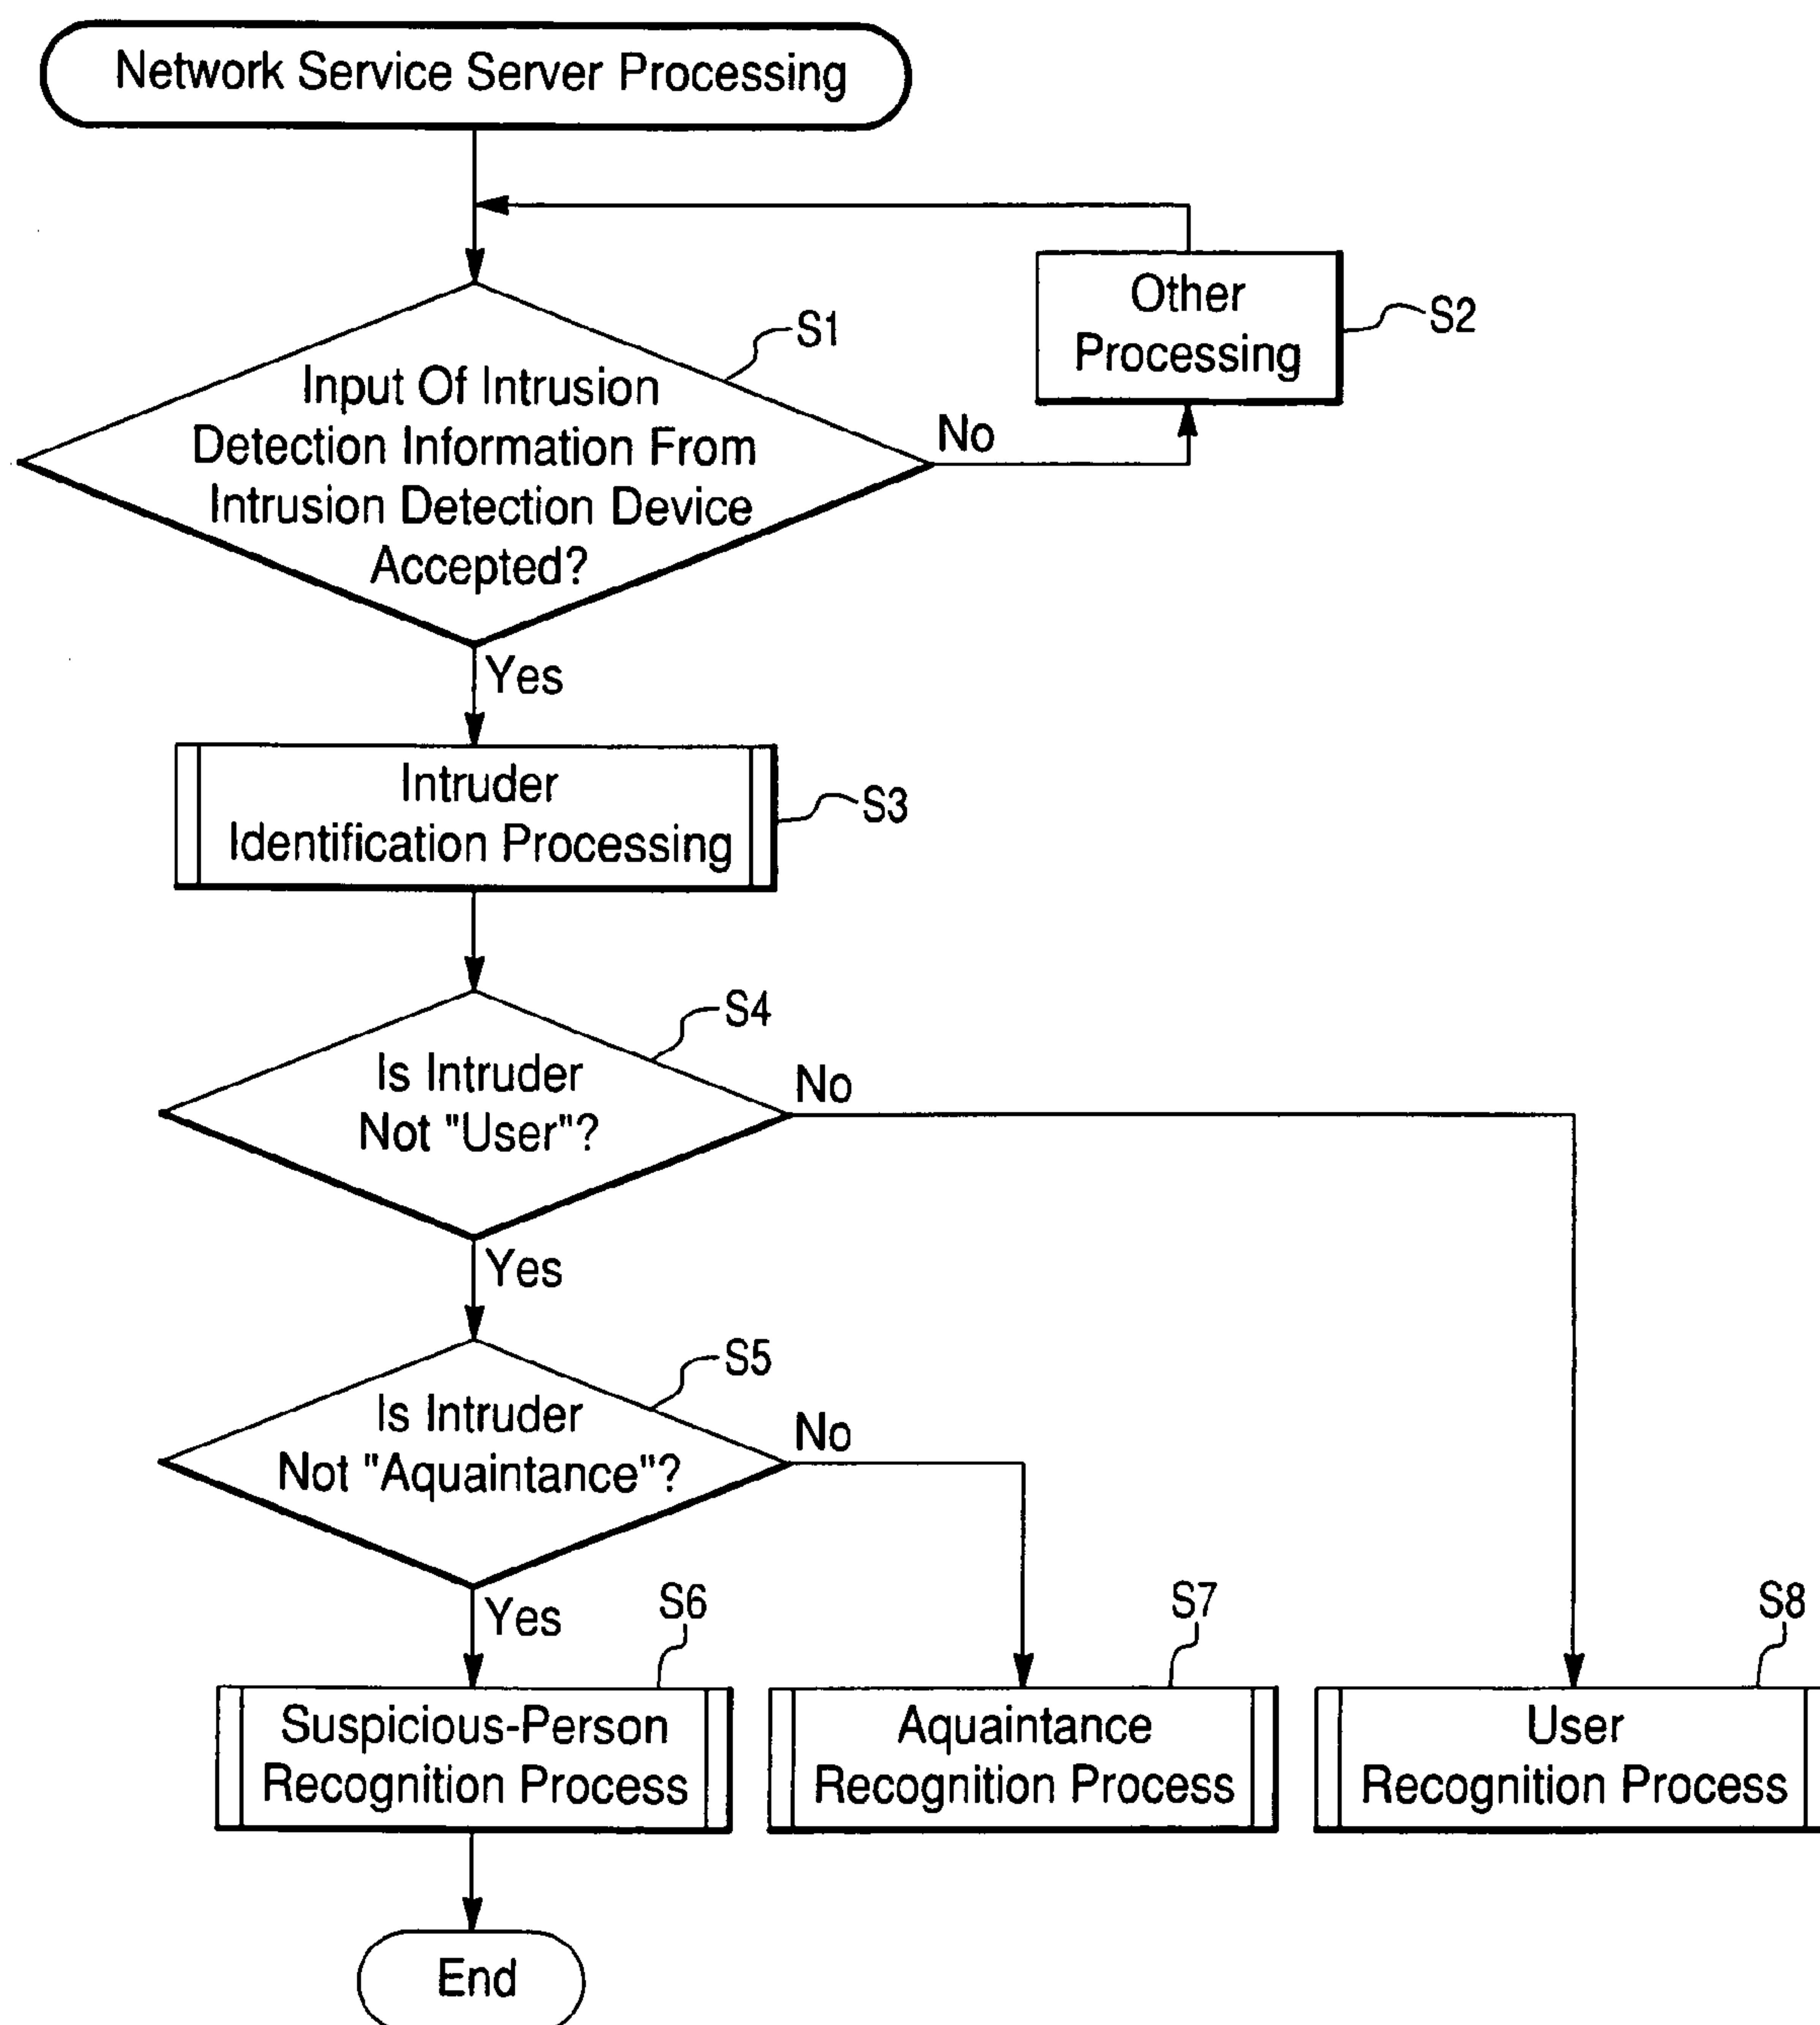 Network Service Server Processing
Other
Processing
S2
S1
Input Of Intrusion
Detection Information From
Intrusion Detection Device
Accepted?
No
Yes
Intruder
Identification Processing
S3
S4
Is Intruder
Not "User"?
No
Yes
S5
Is Intruder
Not "Aquaintance"?
No
Yes
S6
S7
S8
Suspicious-Person
Recognition Process
Aquaintance
Recognition Process
User
Recognition Process
End